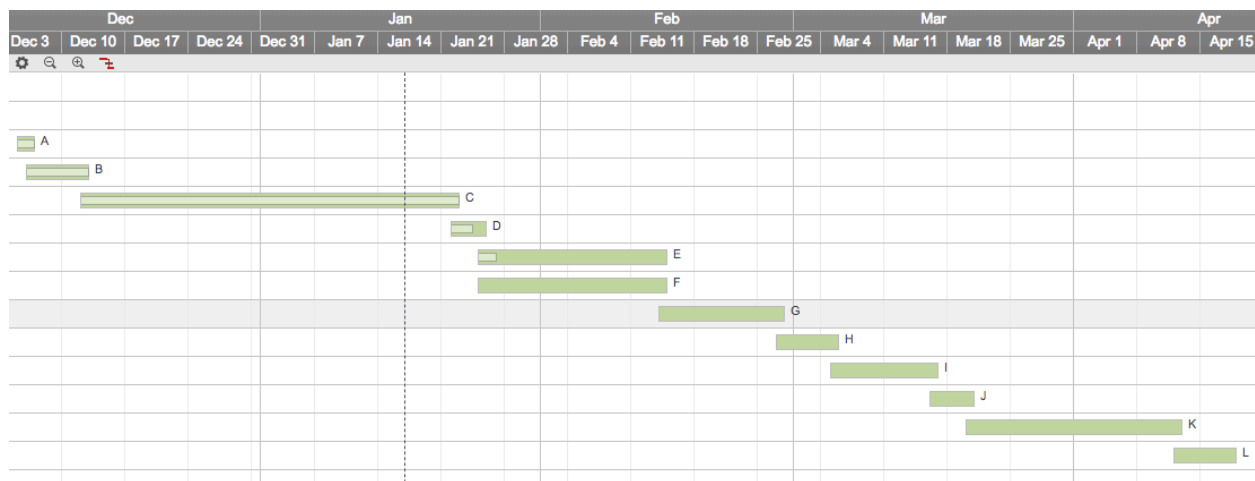 Dec Jan Feb Mar Apr
Dec 3 Dec 10 Dec 17 Dec 24 Dec 31 Jan 7 Jan 14 Jan 21 Jan 28 Feb 4 Feb 11 Feb 18 Feb 25 Mar 4 Mar 11 Mar 18 Mar 25 Apr 1 Apr 8 Apr 15
A
B
C
D
E
F
G
H
I
J
K
L